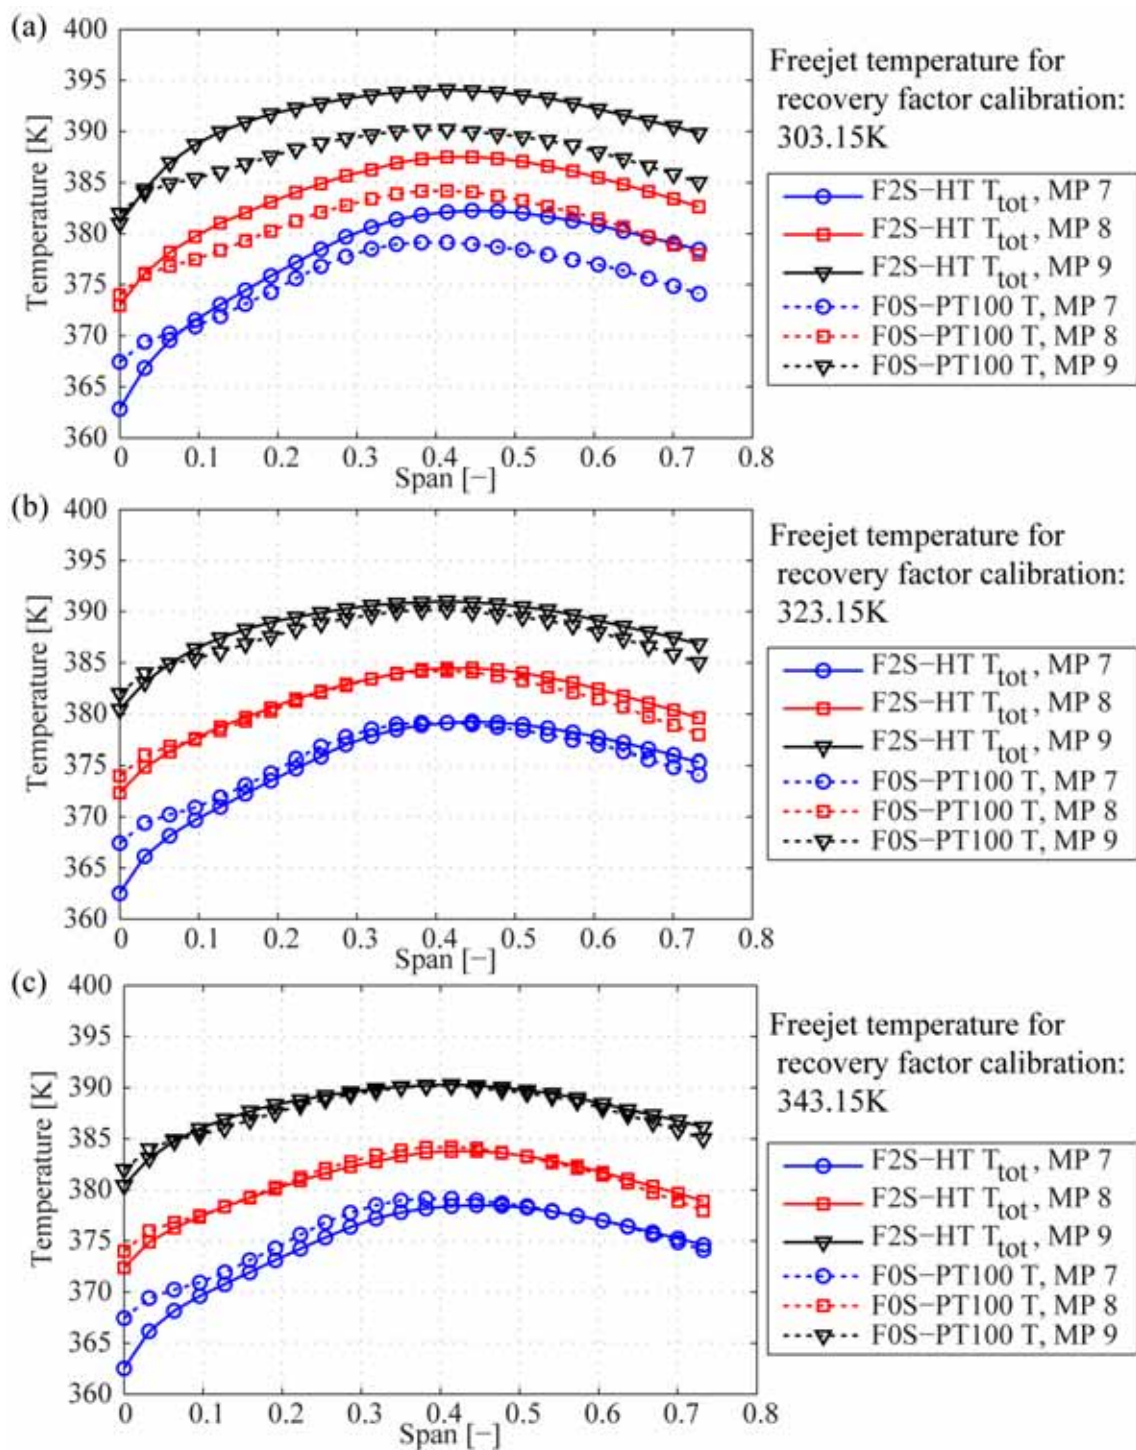 (a)
400
395
390
385
380
375
370
365
360
Temperature [K]
0 0.1 0.2 0.3 0.4 0.5 0.6 0.7 0.8
Span [−]
Freejet temperature for
recovery factor calibration:
303.15K
F2S−HT Ttot, MP 7
F2S−HT Ttot, MP 8
F2S−HT Ttot, MP 9
F0S−PT100 T, MP 7
F0S−PT100 T, MP 8
F0S−PT100 T, MP 9
(b)
400
395
390
385
380
375
370
365
360
Temperature [K]
0 0.1 0.2 0.3 0.4 0.5 0.6 0.7 0.8
Span [−]
Freejet temperature for
recovery factor calibration:
323.15K
F2S−HT Ttot, MP 7
F2S−HT Ttot, MP 8
F2S−HT Ttot, MP 9
F0S−PT100 T, MP 7
F0S−PT100 T, MP 8
F0S−PT100 T, MP 9
(c)
400
395
390
385
380
375
370
365
360
Temperature [K]
0 0.1 0.2 0.3 0.4 0.5 0.6 0.7 0.8
Span [−]
Freejet temperature for
recovery factor calibration:
343.15K
F2S−HT Ttot, MP 7
F2S−HT Ttot, MP 8
F2S−HT Ttot, MP 9
F0S−PT100 T, MP 7
F0S−PT100 T, MP 8
F0S−PT100 T, MP 9